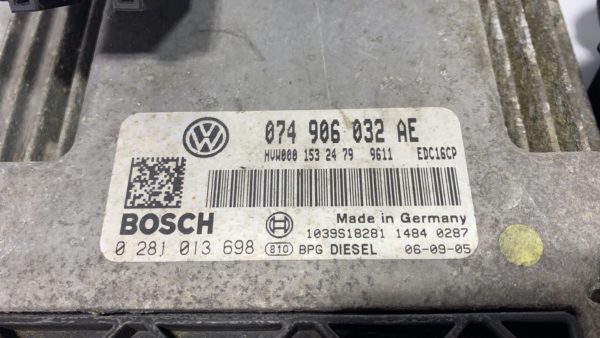 074 906 032 AE
HVW000 153 24 79 9611 EDC16CP
BOSCH
Made in Germany
1039S18281 1484 0287
0 281 013 698 810 BPG DIESEL 06-09-05